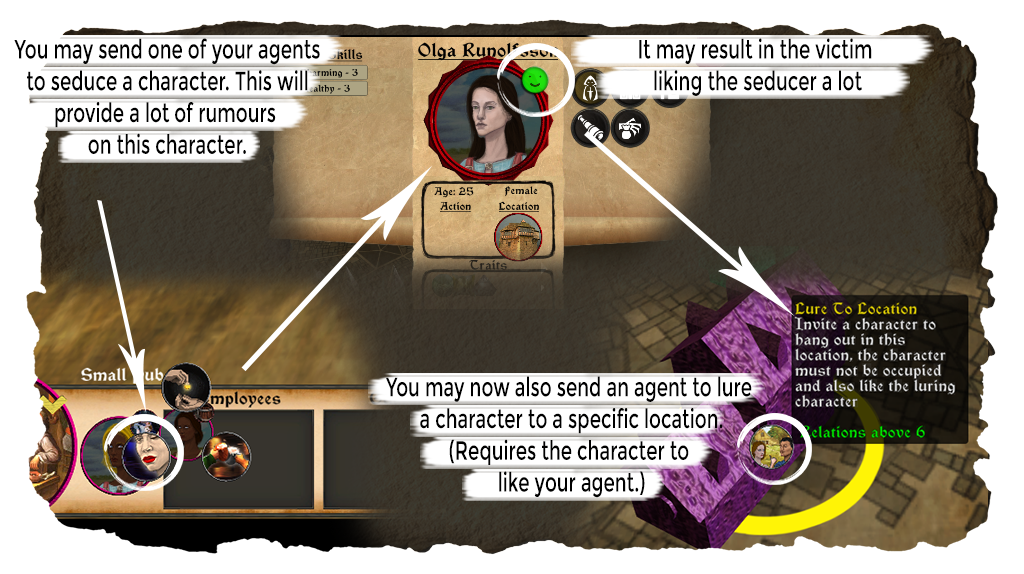 You may send one of your agents
to seduce a character. This will
provide a lot of rumours
on this character.
Skills
arming - 3
ealthy - 3
Olga Runolfsson
It may result in the victim
liking the seducer a lot
Age: 25
Female
Action
Location
Traits
Small Pub
mployees
You may now also send an agent to lure
a character to a specific location.
(Requires the character to
like your agent.)
Lure To Location
Invite a character to
hang out in this
location, the character
must not be occupied
and also like the luring
character
Relations above 6